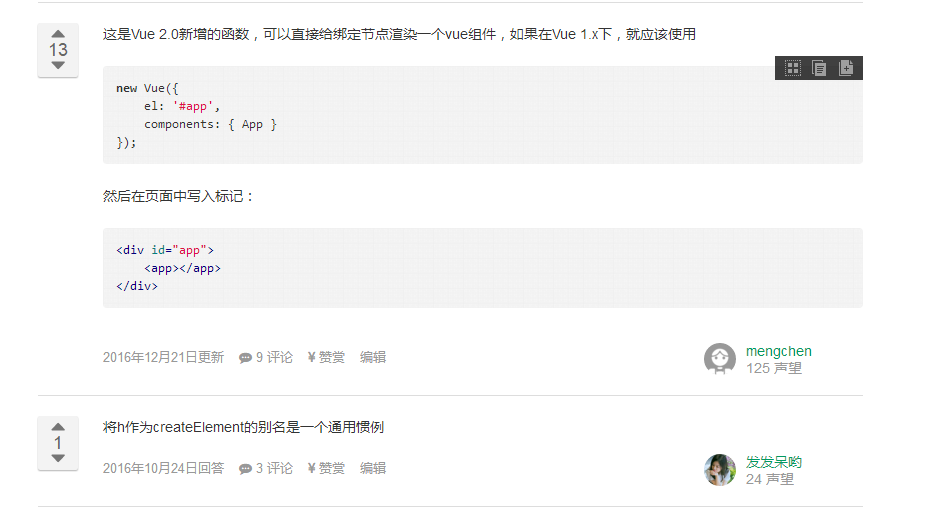 13
这是Vue 2.0新增的函数，可以直接给绑定节点渲染一个vue组件，如果在Vue 1.x下，就应该使用
new Vue({
    el: '#app',
    components: { App }
});
然后在页面中写入标记：
<div id="app">
    <app></app>
</div>
2016年12月21日更新 9 评论 ¥ 赞赏 编辑
mengchen
125 声望
1
将h作为createElement的别名是一个通用惯例
2016年10月24日回答 3 评论 ¥ 赞赏 编辑
发发呆哟
24 声望